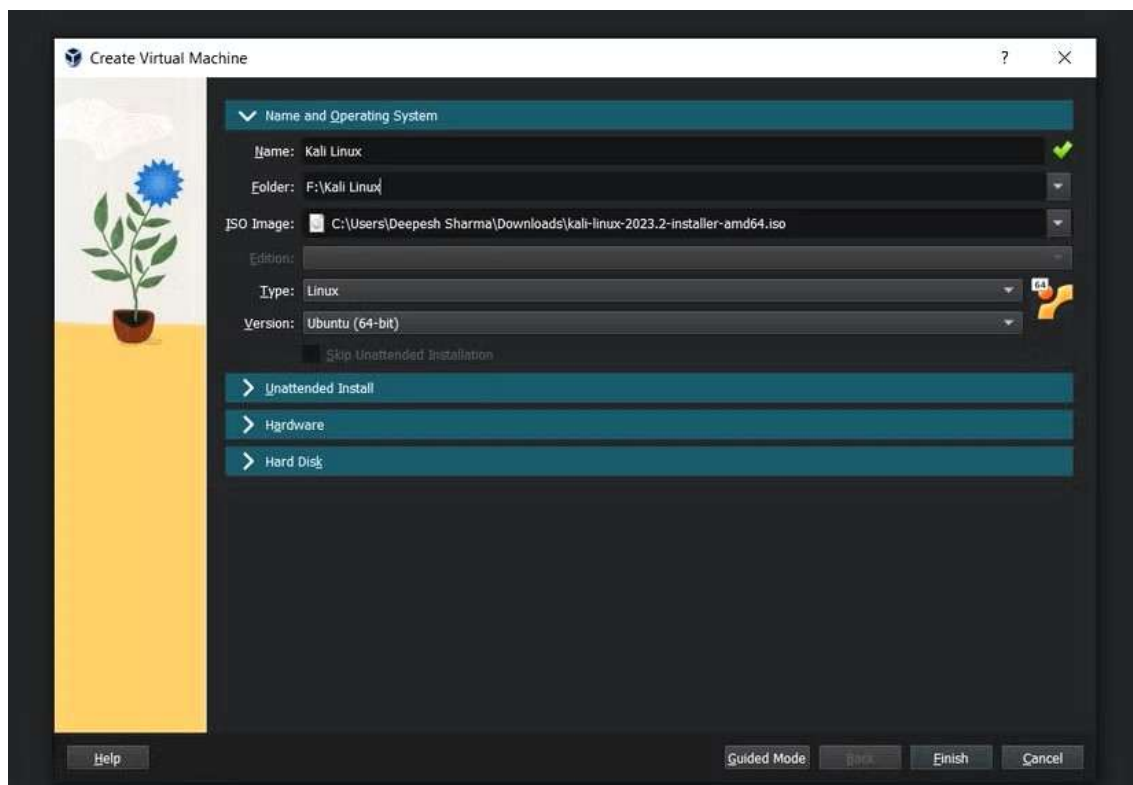 Create Virtual Machine ? ×
Name and Operating System
Name: Kali Linux
Folder: F:\Kali Linux
ISO Image: C:\Users\Deepesh Sharma\Downloads\kali-linux-2023.2-installer-amd64.iso
Edition:
Type: Linux 64
Version: Ubuntu (64-bit)
Skip Unattended Installation
Unattended Install
Hardware
Hard Disk
Help Guided Mode Back Finish Cancel